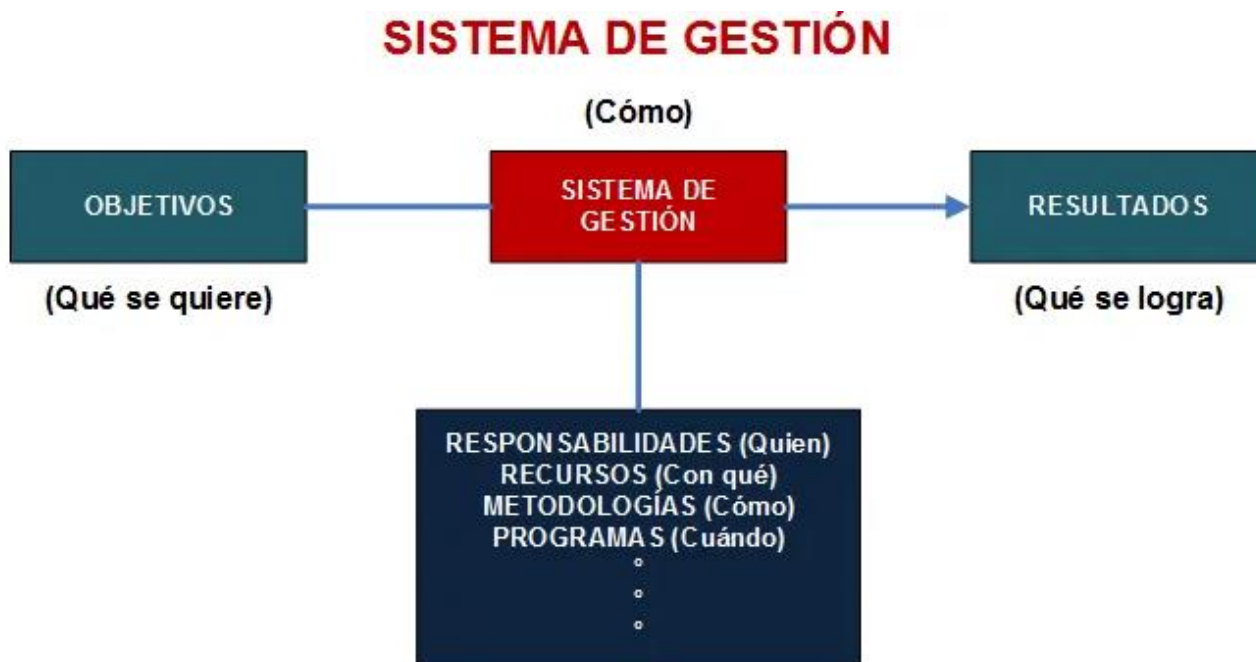 SISTEMA DE GESTIÓN
(Cómo)
OBJETIVOS
SISTEMA DE
GESTIÓN
RESULTADOS
(Qué se quiere)
(Qué se logra)
RESPONSABILIDADES (Quien)
RECURSOS (Con qué)
METODOLOGÍAS (Cómo)
PROGRAMAS (Cuándo)
°
°
°